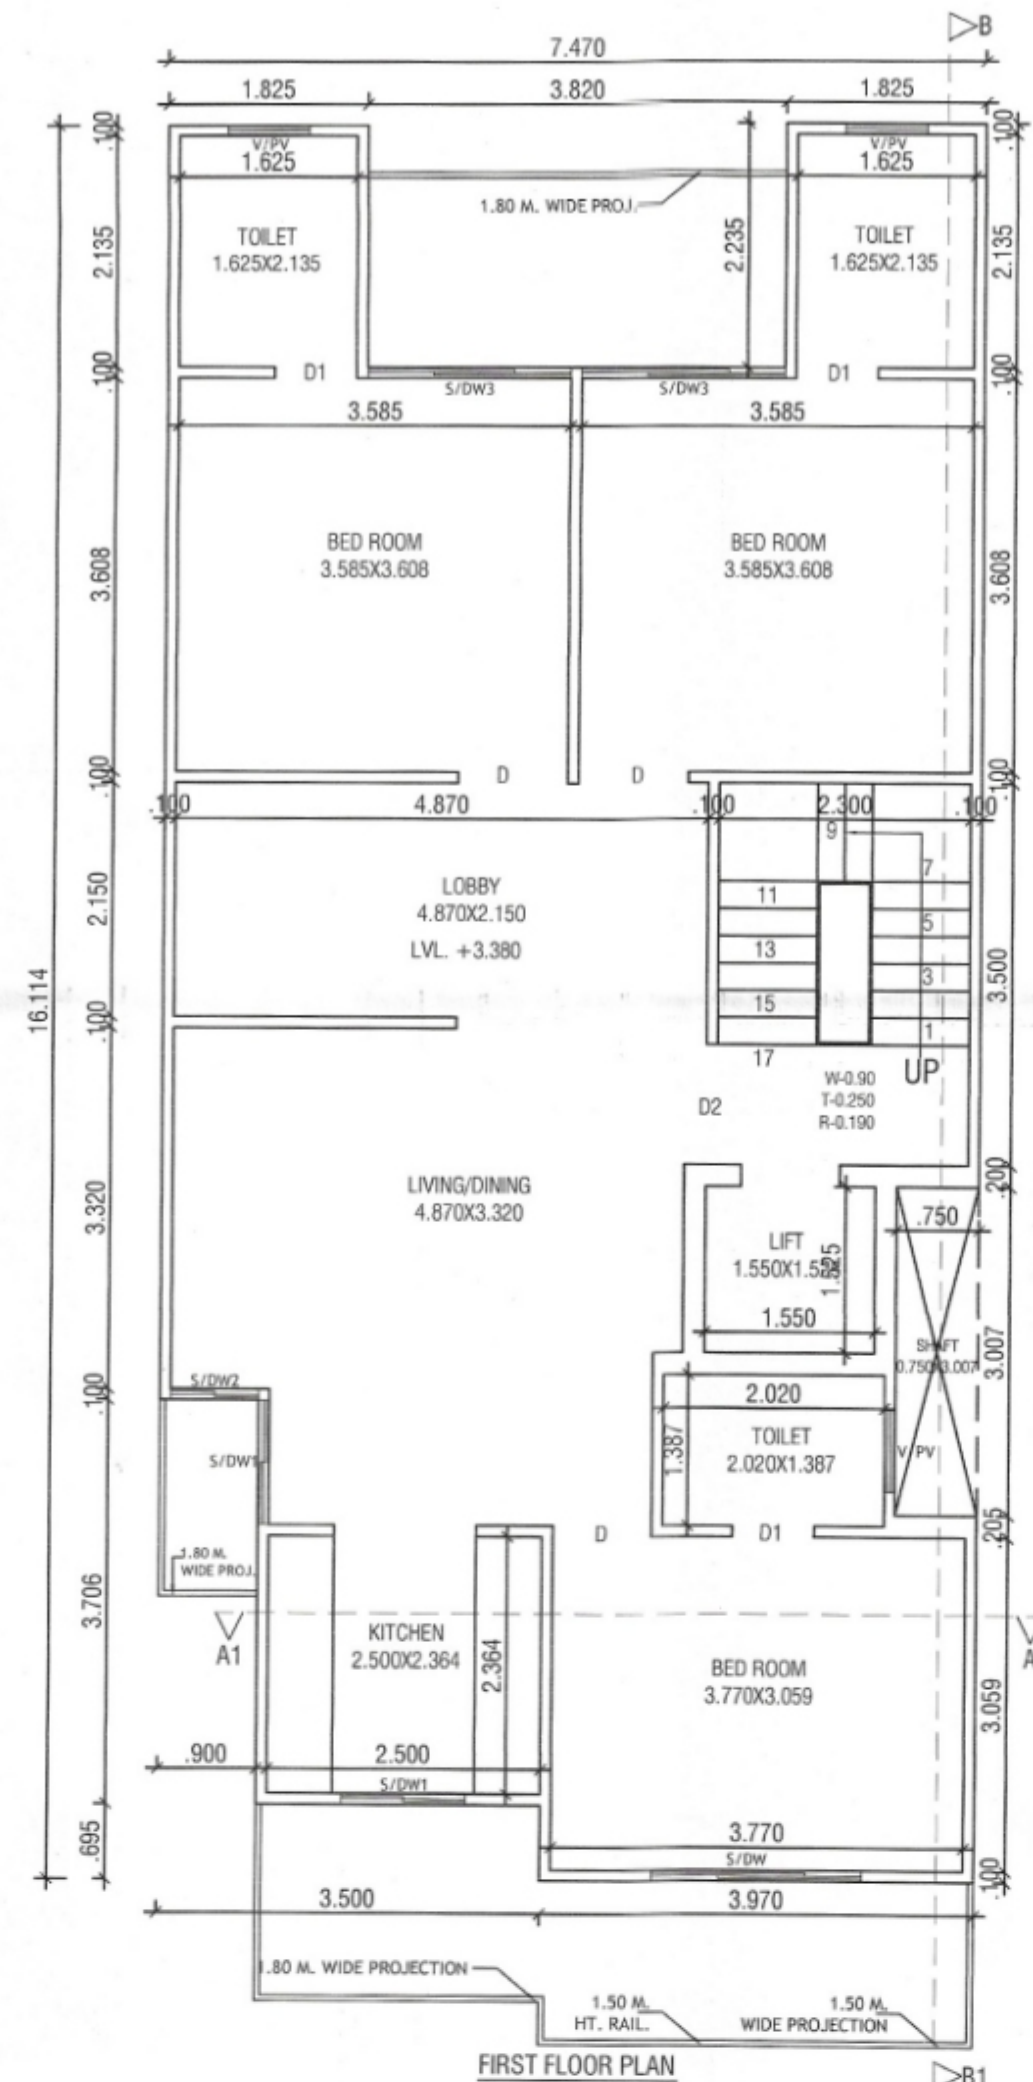 B
7.470
1.825 3.820 1.825
.100 .100
V/PV V/PV
1.625 1.625
1.80 M. WIDE PROJ.
2.135 2.235 2.135
TOILET
1.625X2.135
TOILET
1.625X2.135
.100 .100
D1 D1
S/DW3 S/DW3
3.585 3.585
BED ROOM
3.585X3.608
BED ROOM
3.585X3.608
3.608 3.608
.100 D D .100
.100 4.870 .100 2.300 .100
9
7
LOBBY
4.870X2.150
LVL. +3.380
2.150
11
5
13
3
15
1
17
3.500
16.114
.100
UP
W-0.90
T-0.250
R-0.190
D2
LIVING/DINING
4.870X3.320
3.320
.200
.750
LIFT
1.550X1.525
1.525
1.550
SHAFT
0.750X3.007
3.007
.100
S/DW2
2.020
S/DW1
1.387
TOILET
2.020X1.387
V/PV
D D1
.205
1.80 M.
WIDE PROJ.
3.706
A1 A
KITCHEN
2.500X2.364
2.364
BED ROOM
3.770X3.059
3.059
.900 2.500
S/DW1
.695
3.770
S/DW
.100
3.500 3.970
1.80 M. WIDE PROJECTION
1.50 M.
HT. RAIL.
1.50 M.
WIDE PROJECTION
FIRST FLOOR PLAN
B1